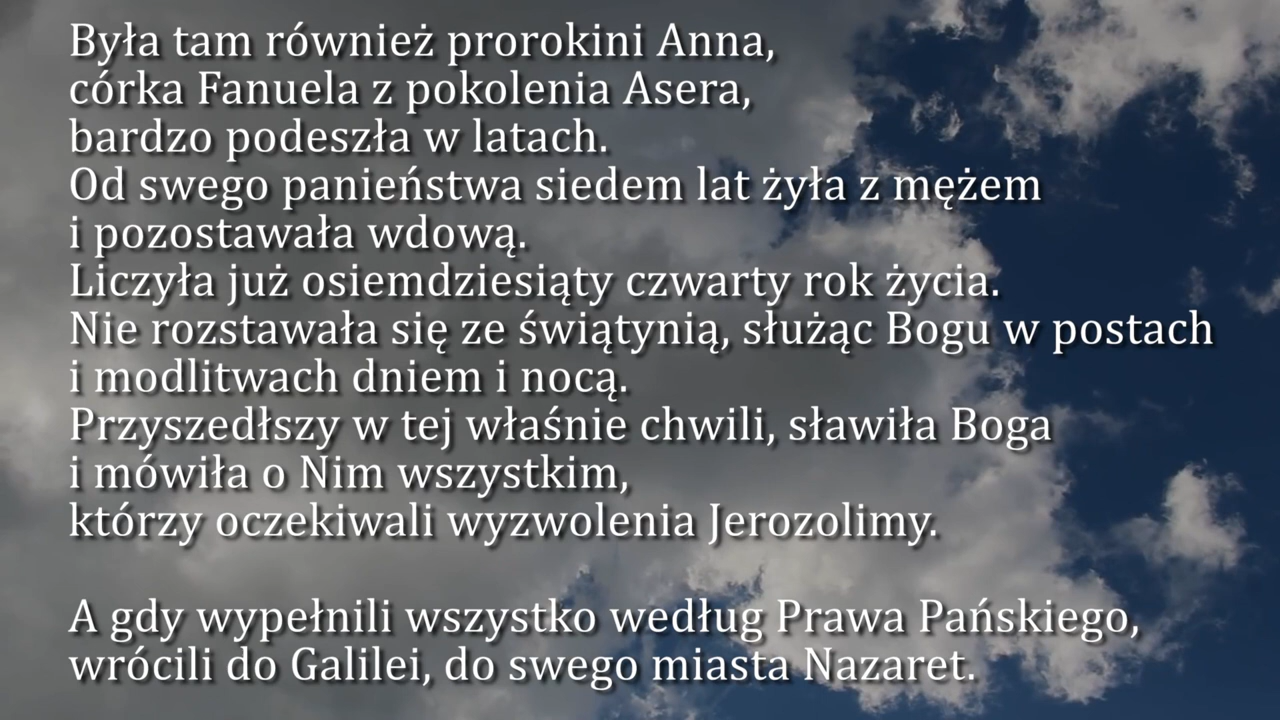 Była tam również prorokini Anna,
córka Fanuela z pokolenia Asera,
bardzo podeszła w latach.
Od swego panieństwa siedem lat żyła z mężem
i pozostawała wdową.
Liczyła już osiemdziesiąty czwarty rok życia.
Nie rozstawała się ze świątynią, służąc Bogu w postach
i modlitwach dniem i nocą.
Przyszedłszy w tej właśnie chwili, sławiła Boga
i mówiła o Nim wszystkim,
którzy oczekiwali wyzwolenia Jerozolimy.
A gdy wypełnili wszystko według Prawa Pańskiego,
wrócili do Galilei, do swego miasta Nazaret.